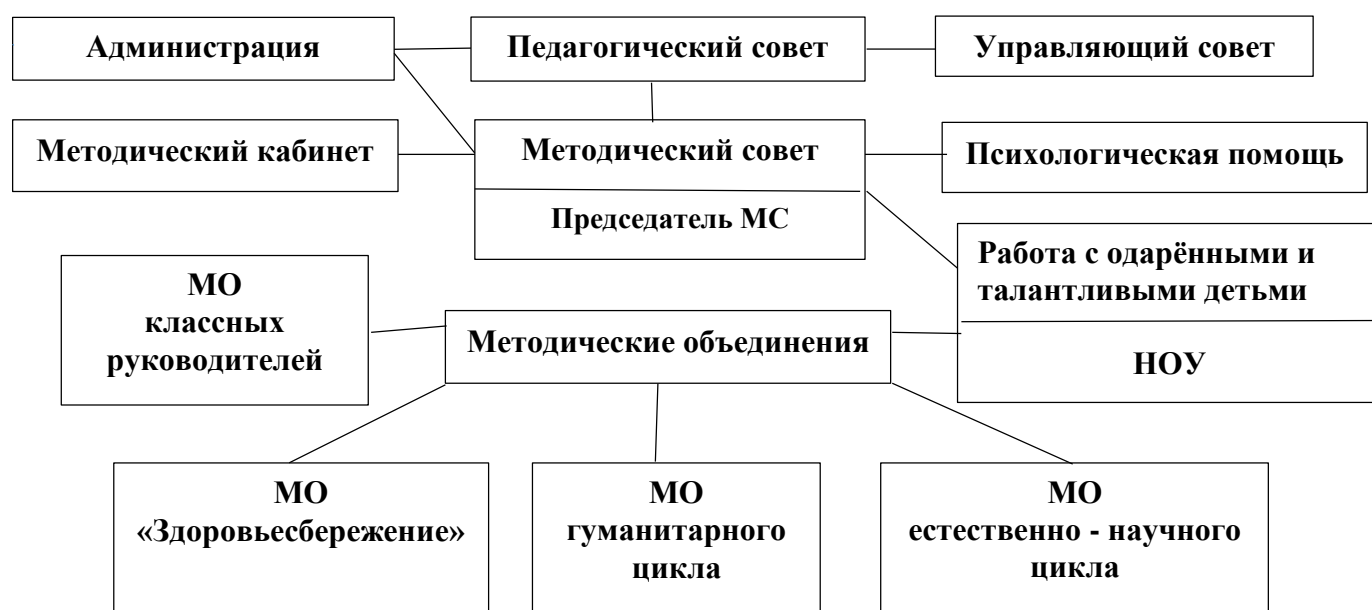 Администрация
Педагогический совет
Управляющий совет
Методический кабинет
Методический совет
Психологическая помощь
Председатель МС
Работа с одарёнными и
талантливыми детьми
НОУ
МО
классных
руководителей
Методические объединения
МО
«Здоровьесбережение»
МО
гуманитарного
цикла
МО
естественно - научного
цикла